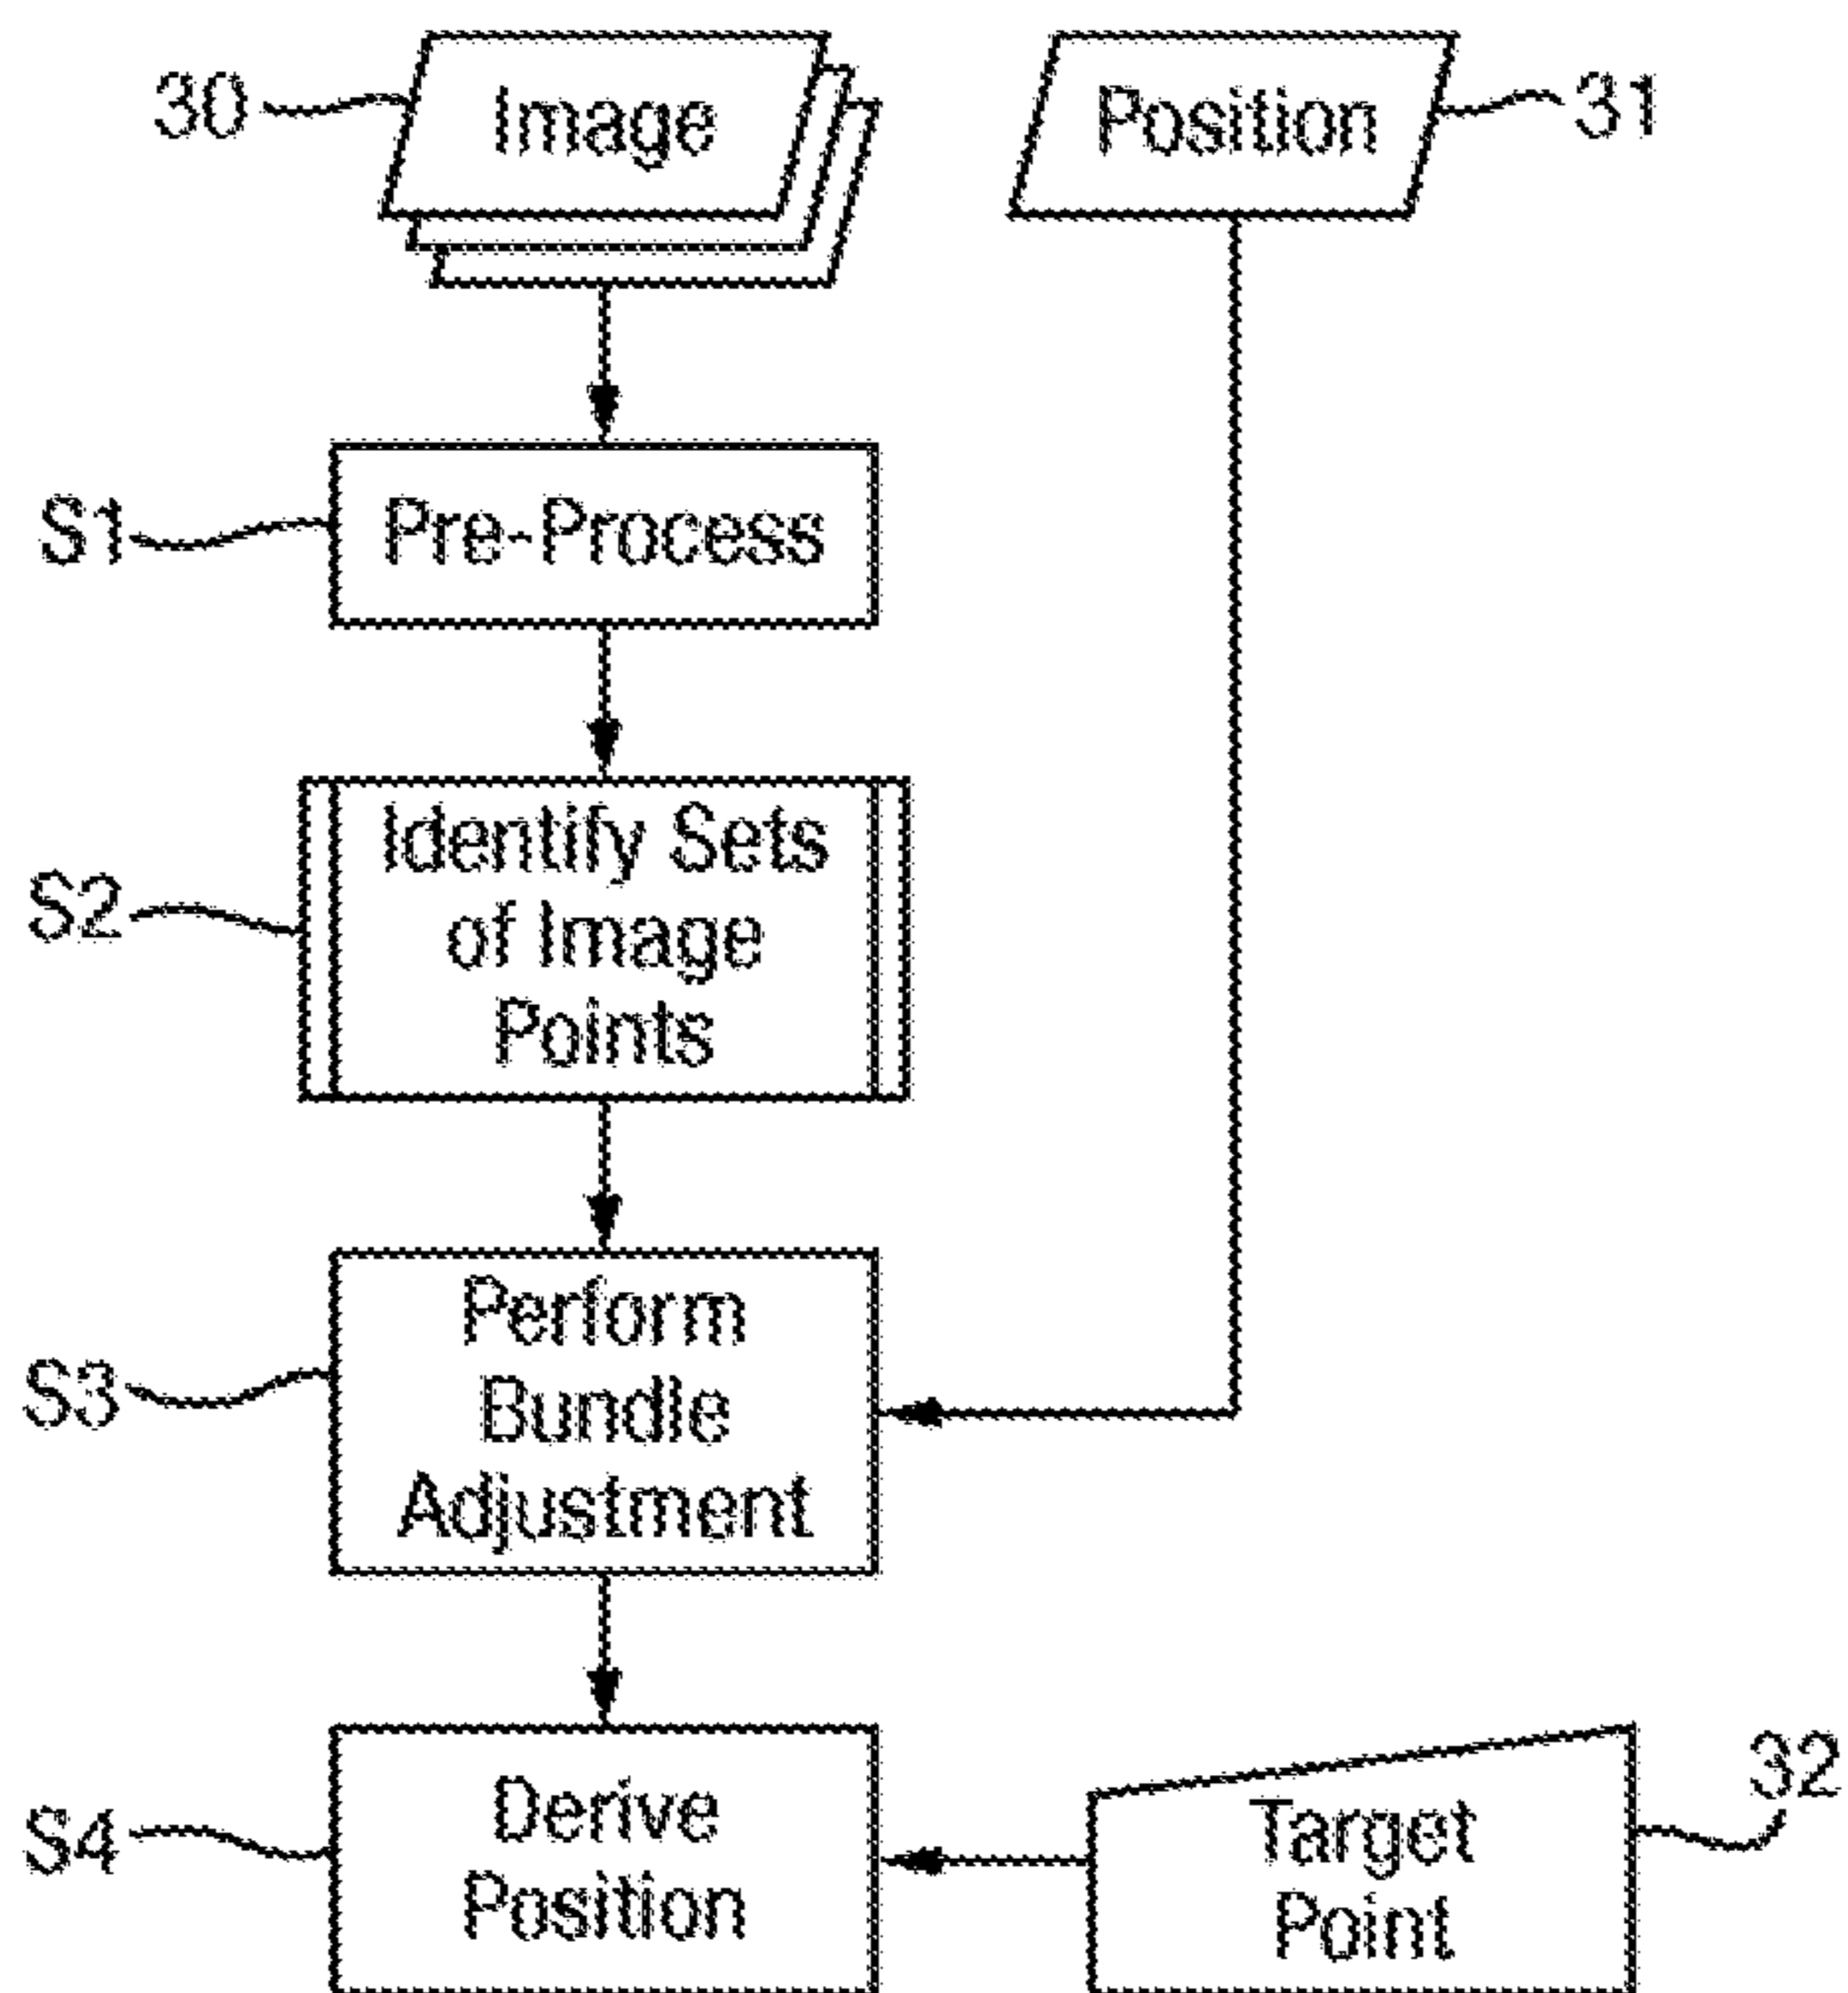 30
Image
Position
31
S1
Pre-Process
S2
Identify Sets
of Image
Points
S3
Perform
Bundle
Adjustment
S4
Derive
Position
Target
Point
32